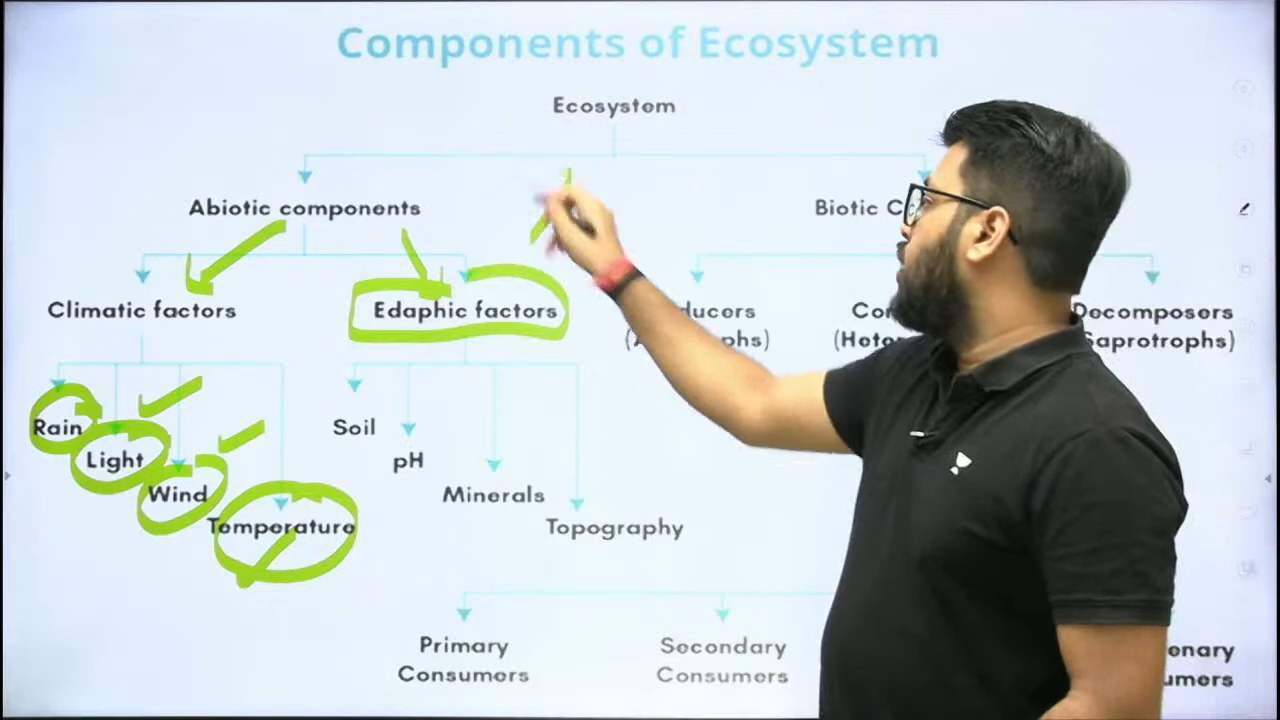 Components of Ecosystem
Ecosystem
Abiotic components
Biotic
Climatic factors
Edaphic factors
Decomposers
Rain
Light
Wind
Temperature
Soil
pH
Minerals
Topography
Primary
Consumers
Secondary
Consumers